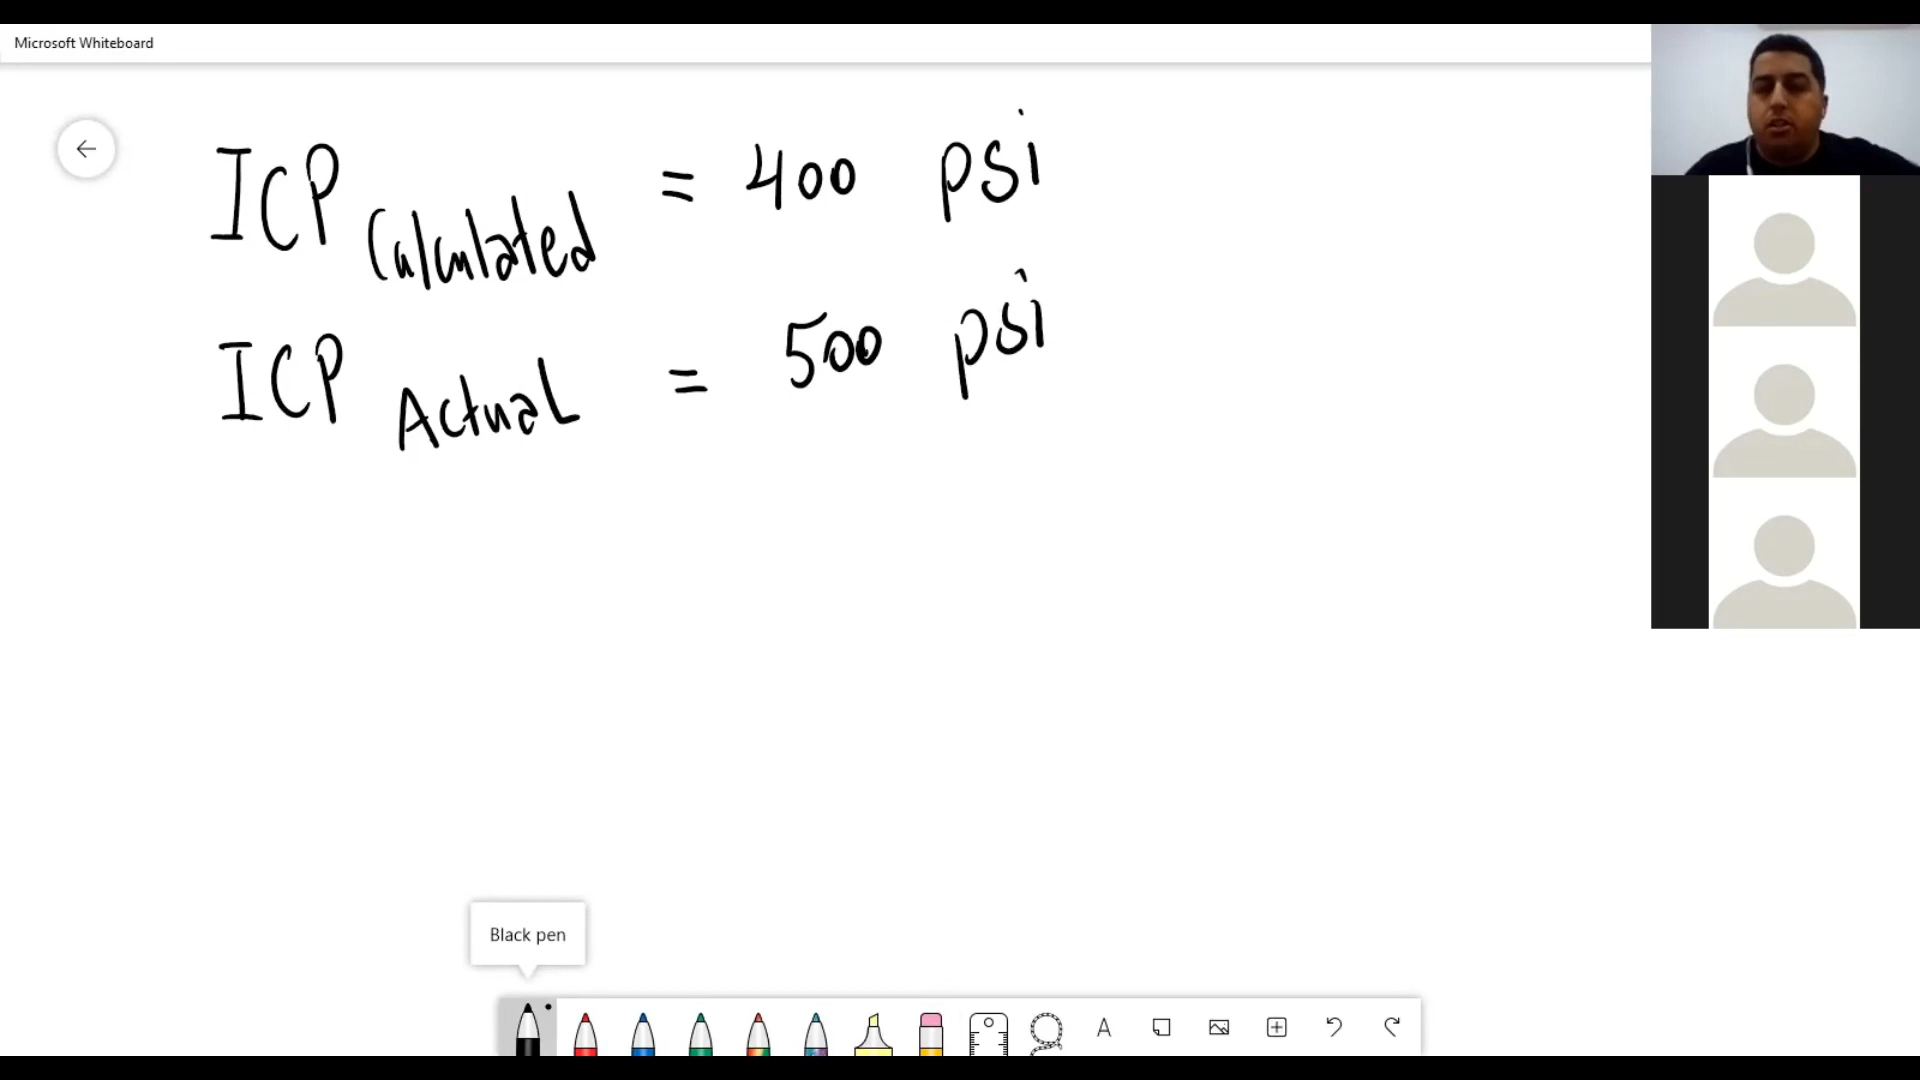 Microsoft Whiteboard
ICP Calculated = 400 psi
ICP Actual = 500 psi
Black pen
A